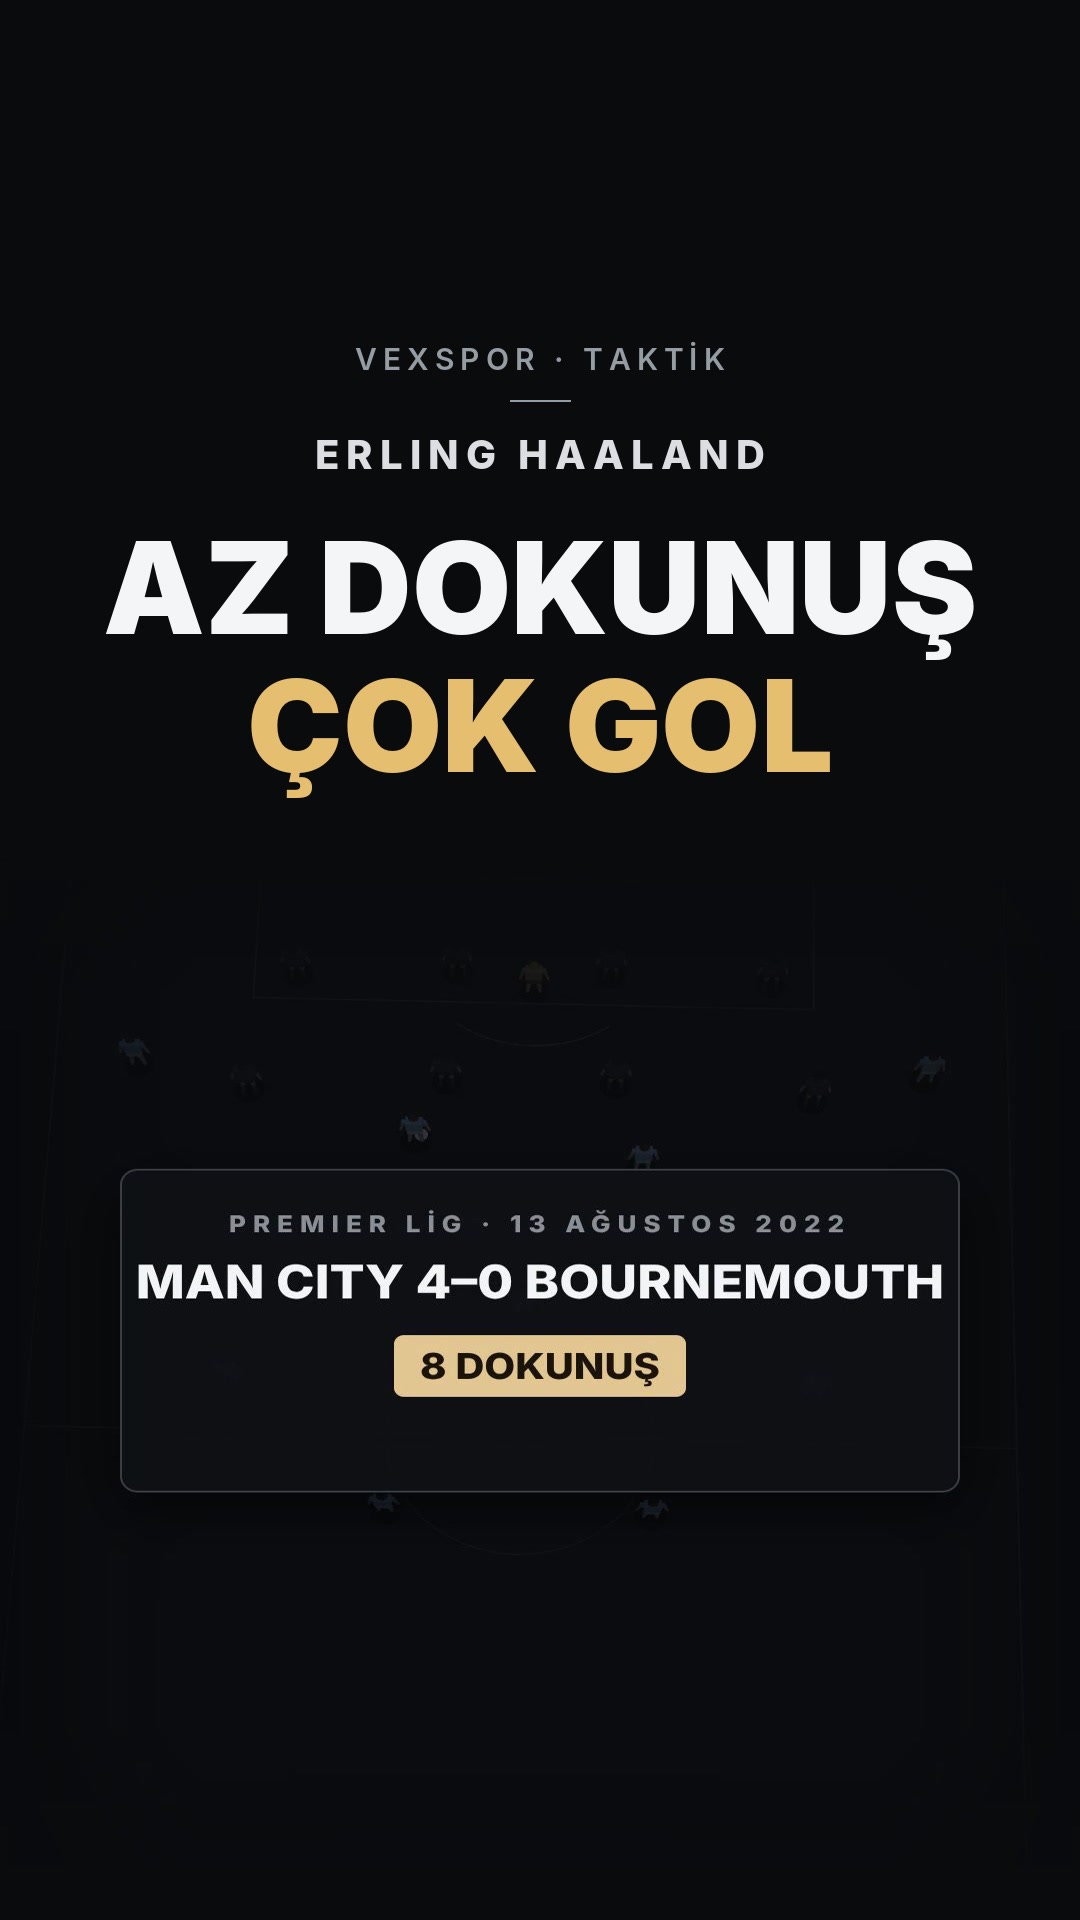 VEXSPOR · TAKTİK
ERLING HAALAND
AZ DOKUNUŞ
ÇOK GOL
PREMIER LİG · 13 AĞUSTOS 2022
MAN CITY 4–0 BOURNEMOUTH
8 DOKUNUŞ